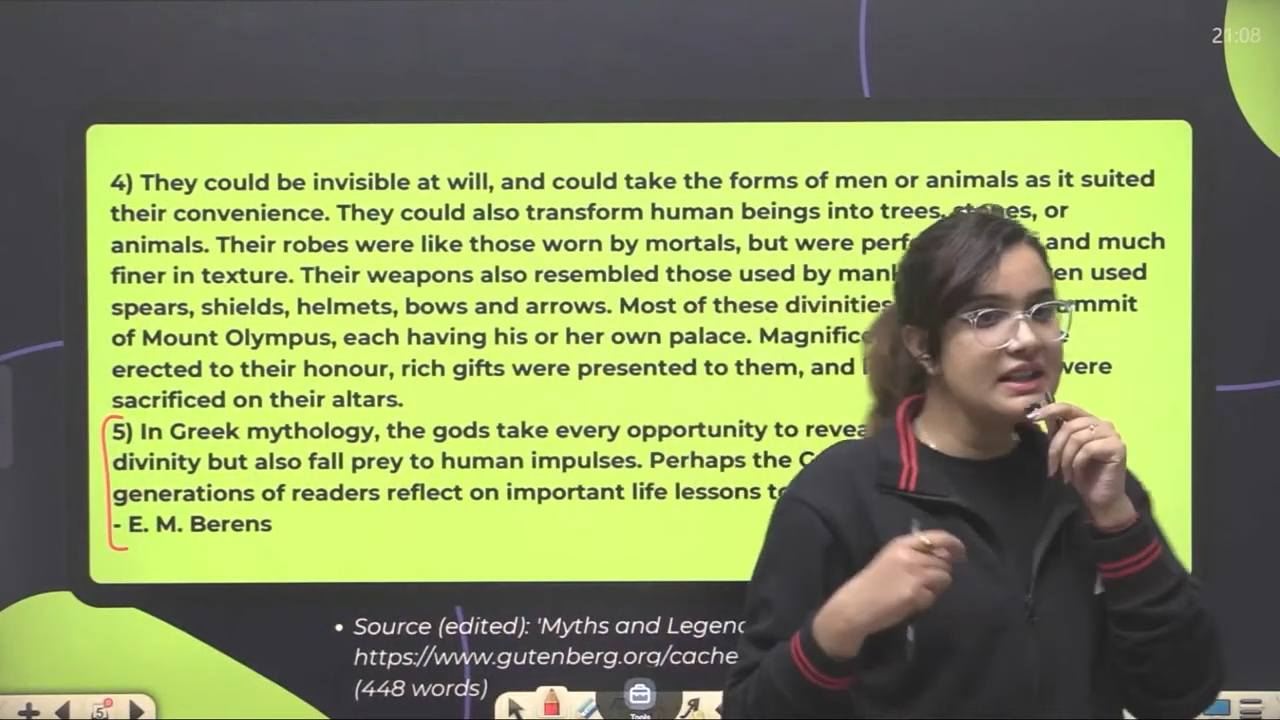 21:08
4) They could be invisible at will, and could take the forms of men or animals as it suited
their convenience. They could also transform human beings into trees, or
animals. Their robes were like those worn by mortals, but were and much
finer in texture. Their weapons also resembled those used by used
spears, shields, helmets, bows and arrows. Most of these divinities
of Mount Olympus, each having his or her own palace.
erected to their honour, rich gifts were presented to them, and were
sacrificed on their altars.
5) In Greek mythology, the gods take every opportunity to
divinity but also fall prey to human impulses. Perhaps the
generations of readers reflect on important life lessons
- E. M. Berens
• Source (edited): 'Myths and
https://www.gutenberg.org/cache
(448 words)
5
Tools